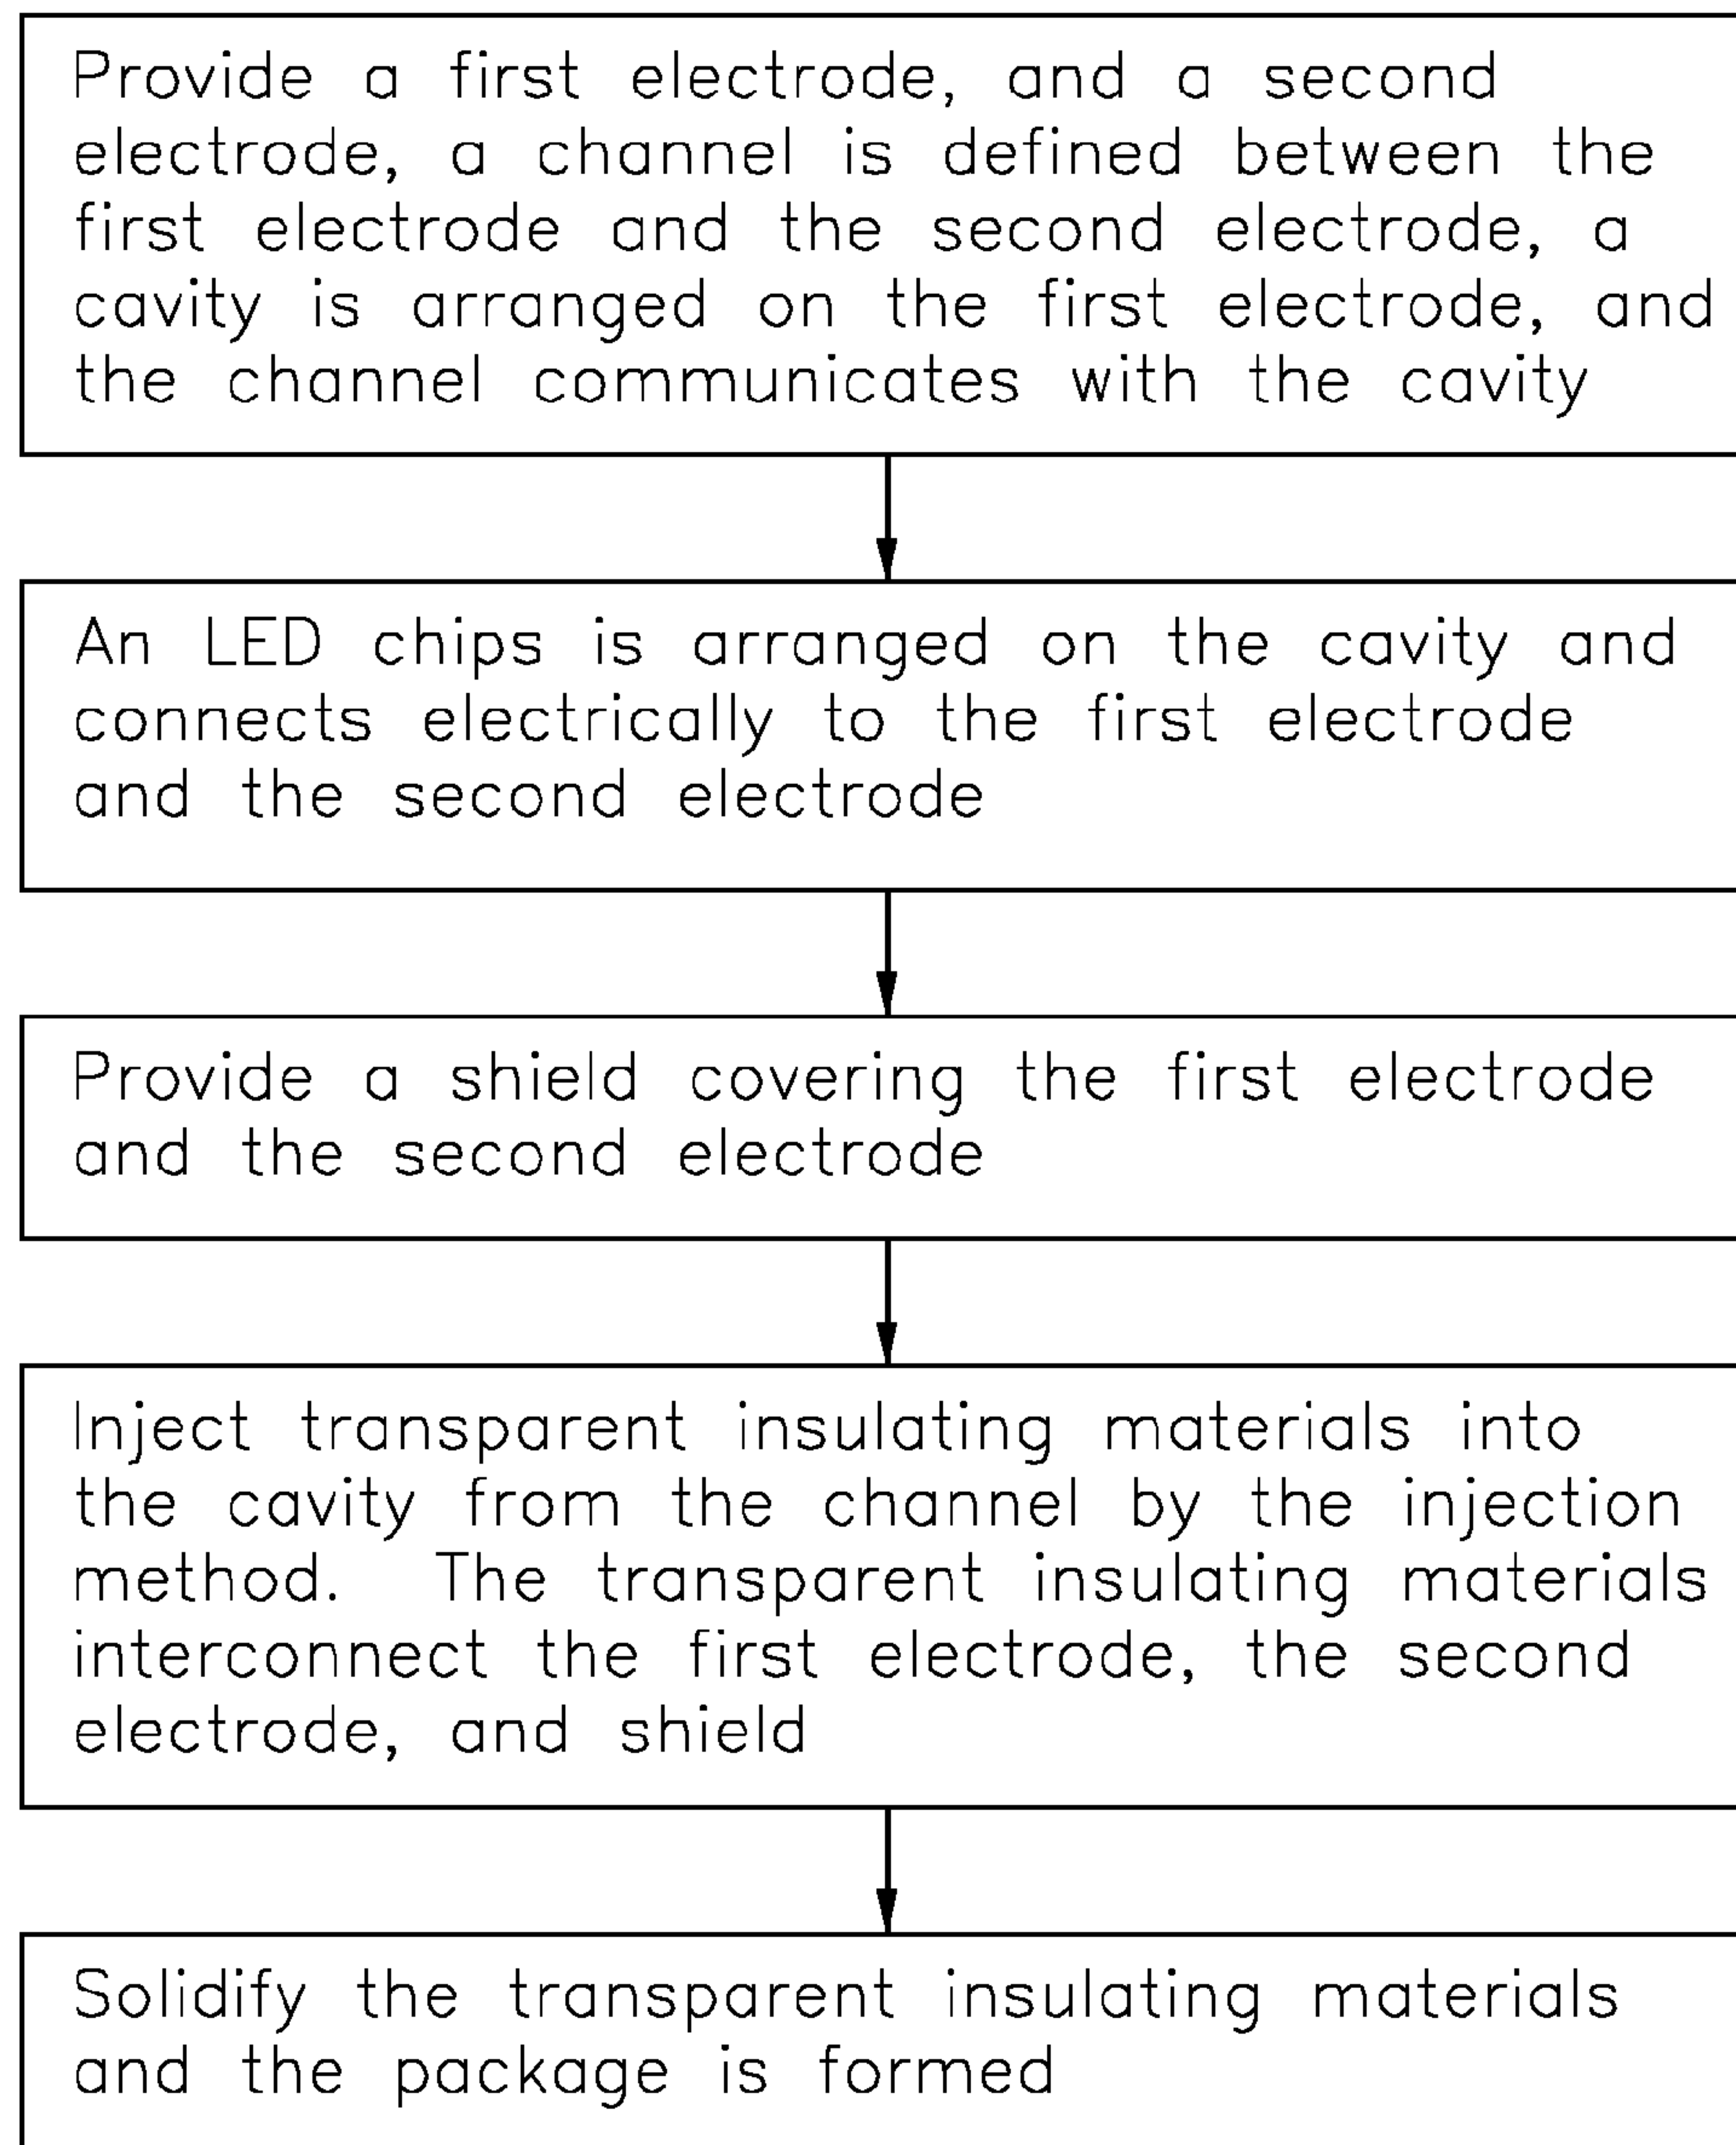 Provide a first electrode, and a second
electrode, a channel is defined between the
first electrode and the second electrode, a
cavity is arranged on the first electrode, and
the channel communicates with the cavity
An LED chips is arranged on the cavity and
connects electrically to the first electrode
and the second electrode
Provide a shield covering the first electrode
and the second electrode
Inject transparent insulating materials into
the cavity from the channel by the injection
method. The transparent insulating materials
interconnect the first electrode, the second
electrode, and shield
Solidify the transparent insulating materials
and the package is formed